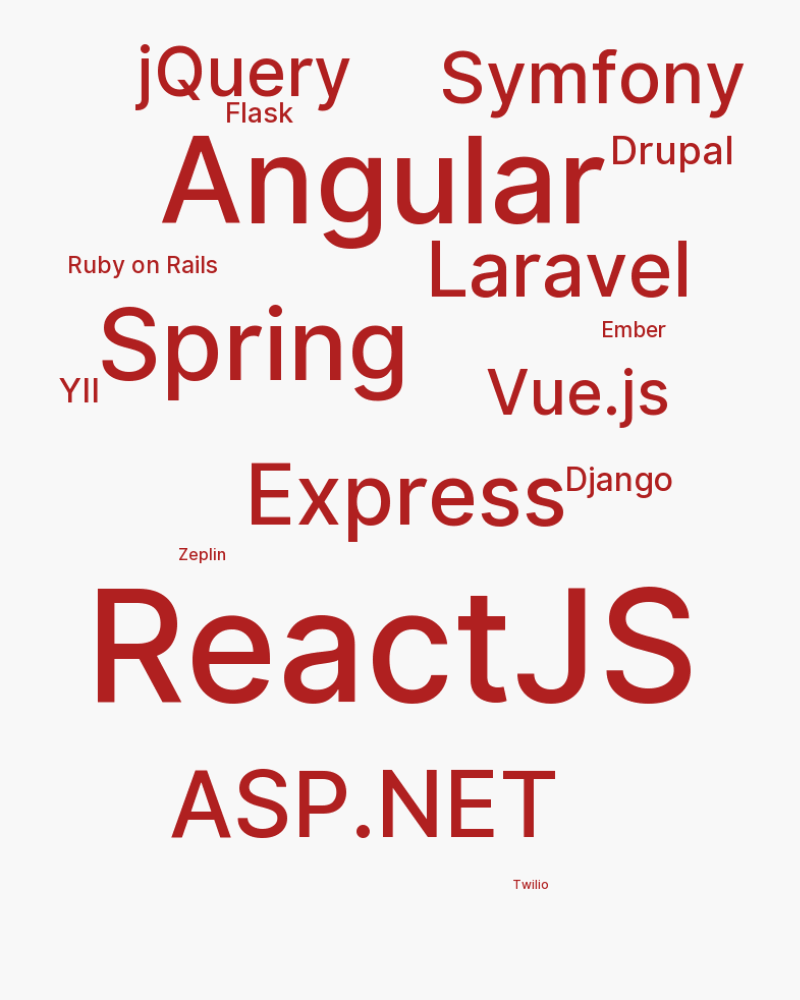 jQuery
Symfony
Flask
Angular
Drupal
Ruby on Rails
Laravel
Spring
Ember
YII
Vue.js
Express
Django
Zeplin
ReactJS
ASP.NET
Twilio